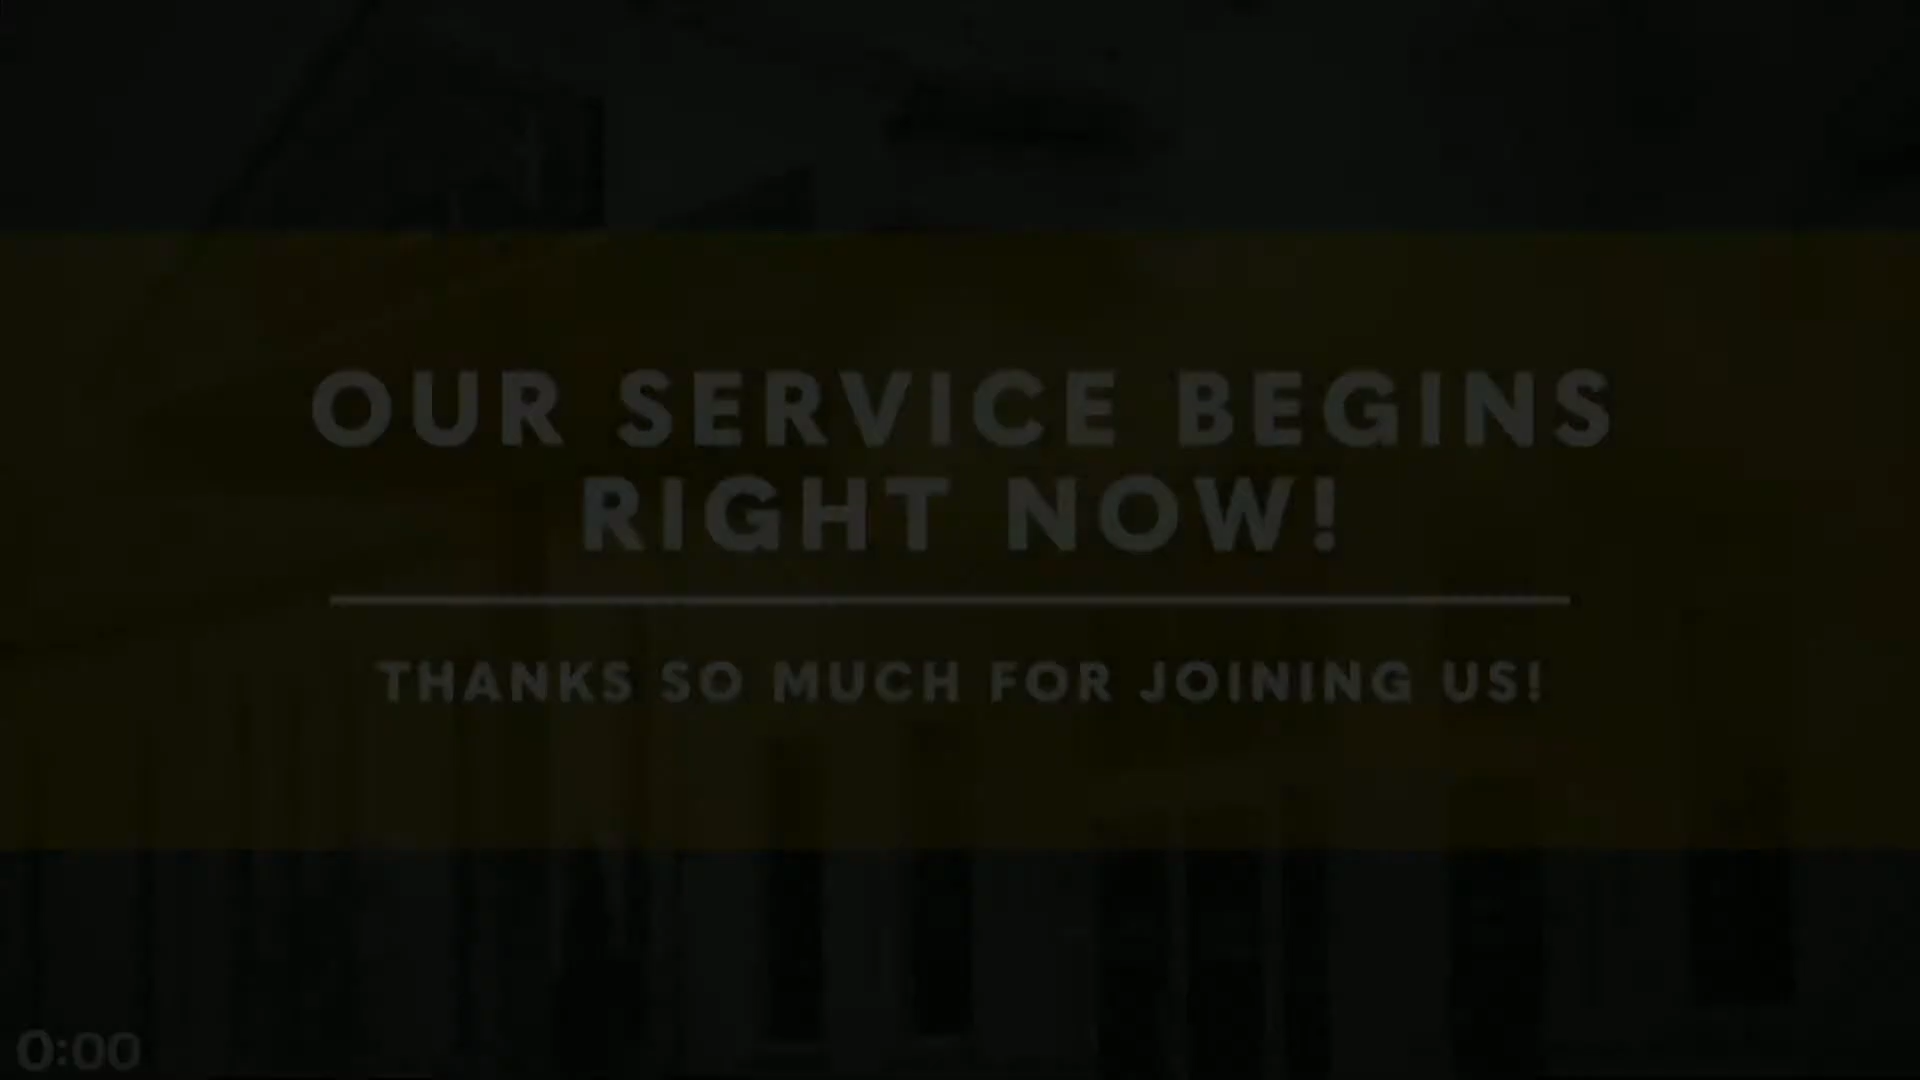 OUR SERVICE BEGINS
RIGHT NOW!
THANKS SO MUCH FOR JOINING US!
0:00